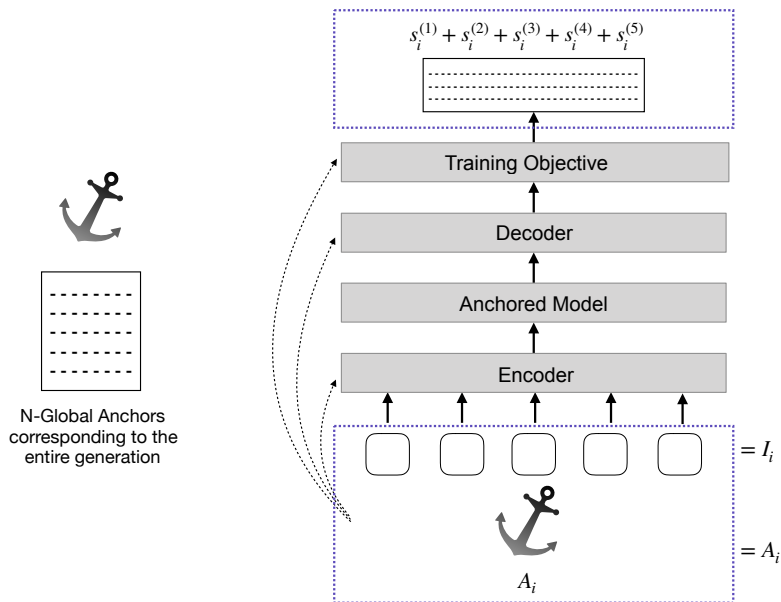 s_i^{(1)} + s_i^{(2)} + s_i^{(3)} + s_i^{(4)} + s_i^{(5)}
Training Objective
Decoder
Anchored Model
Encoder
N-Global Anchors
corresponding to the
entire generation
= I_i
= A_i
A_i